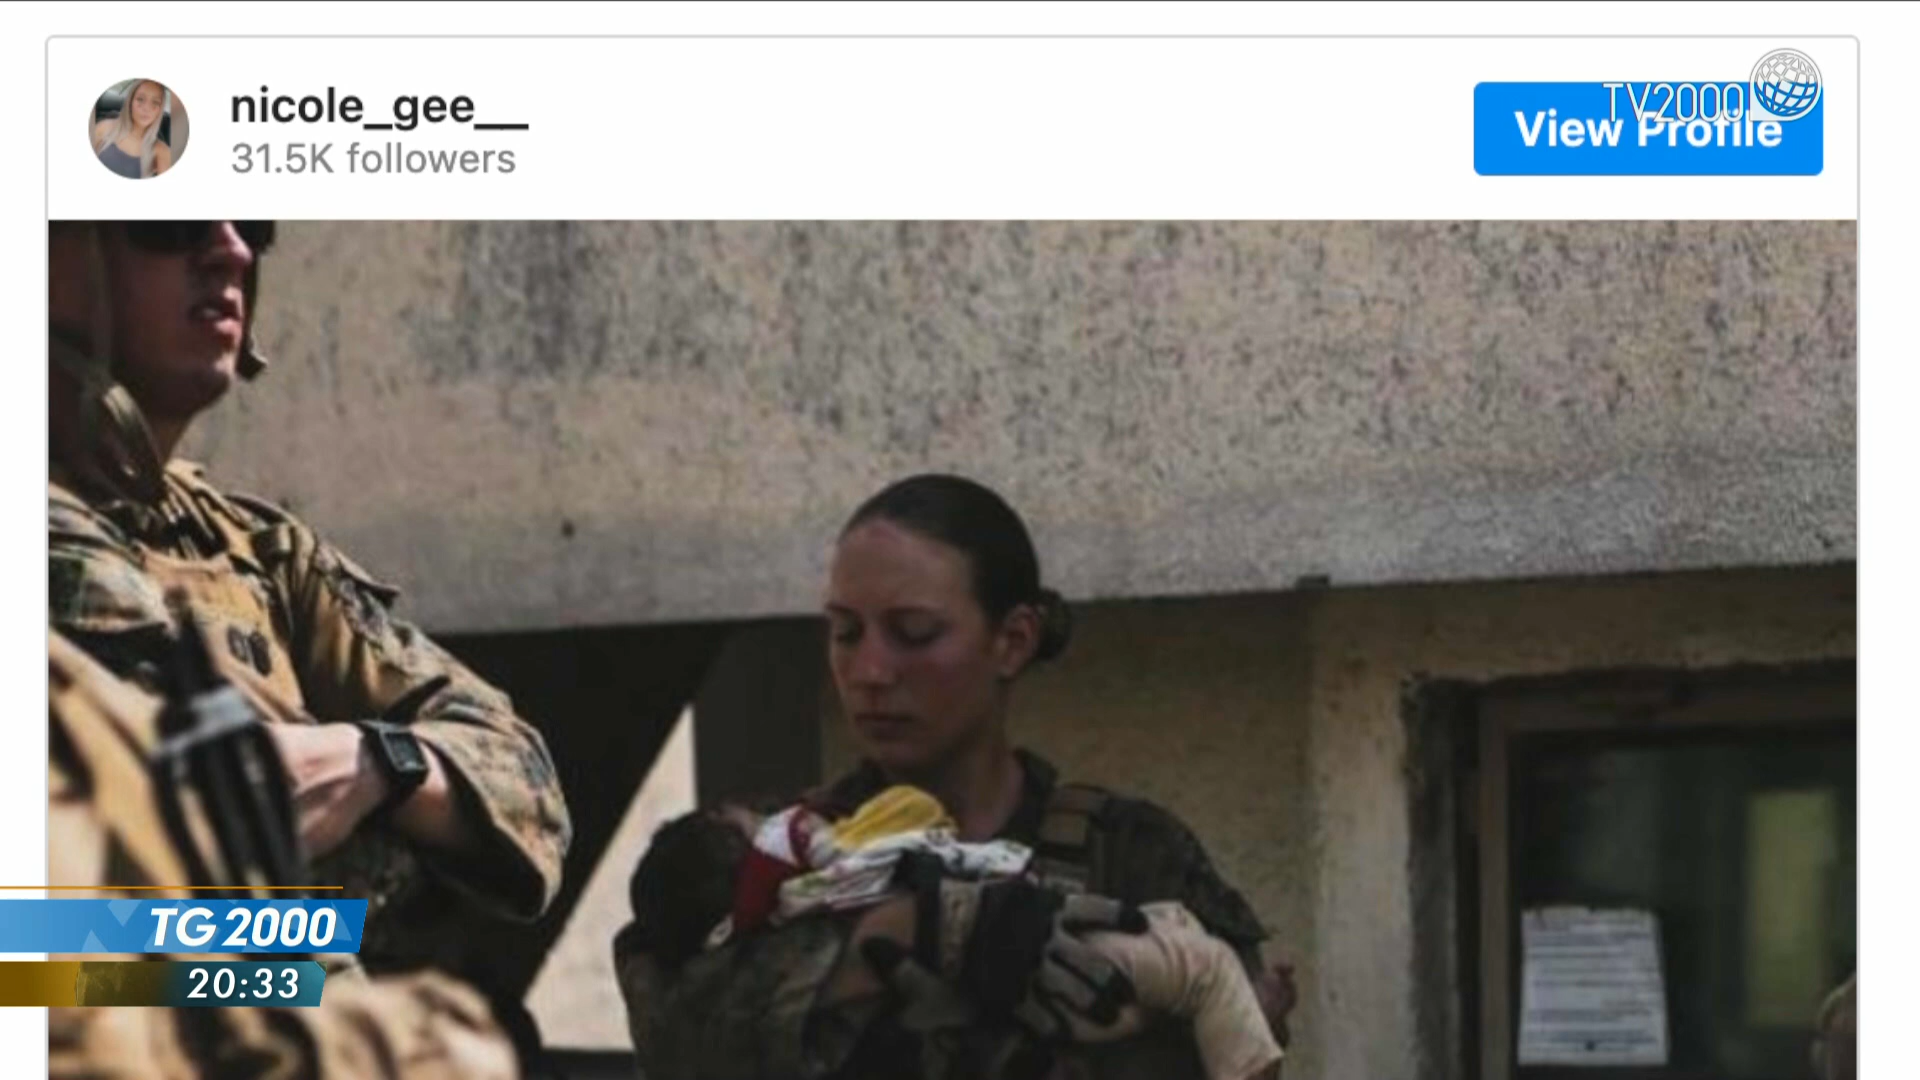 nicole_gee__
31.5K followers
TV2000
View Profile
TG 2000
20:33